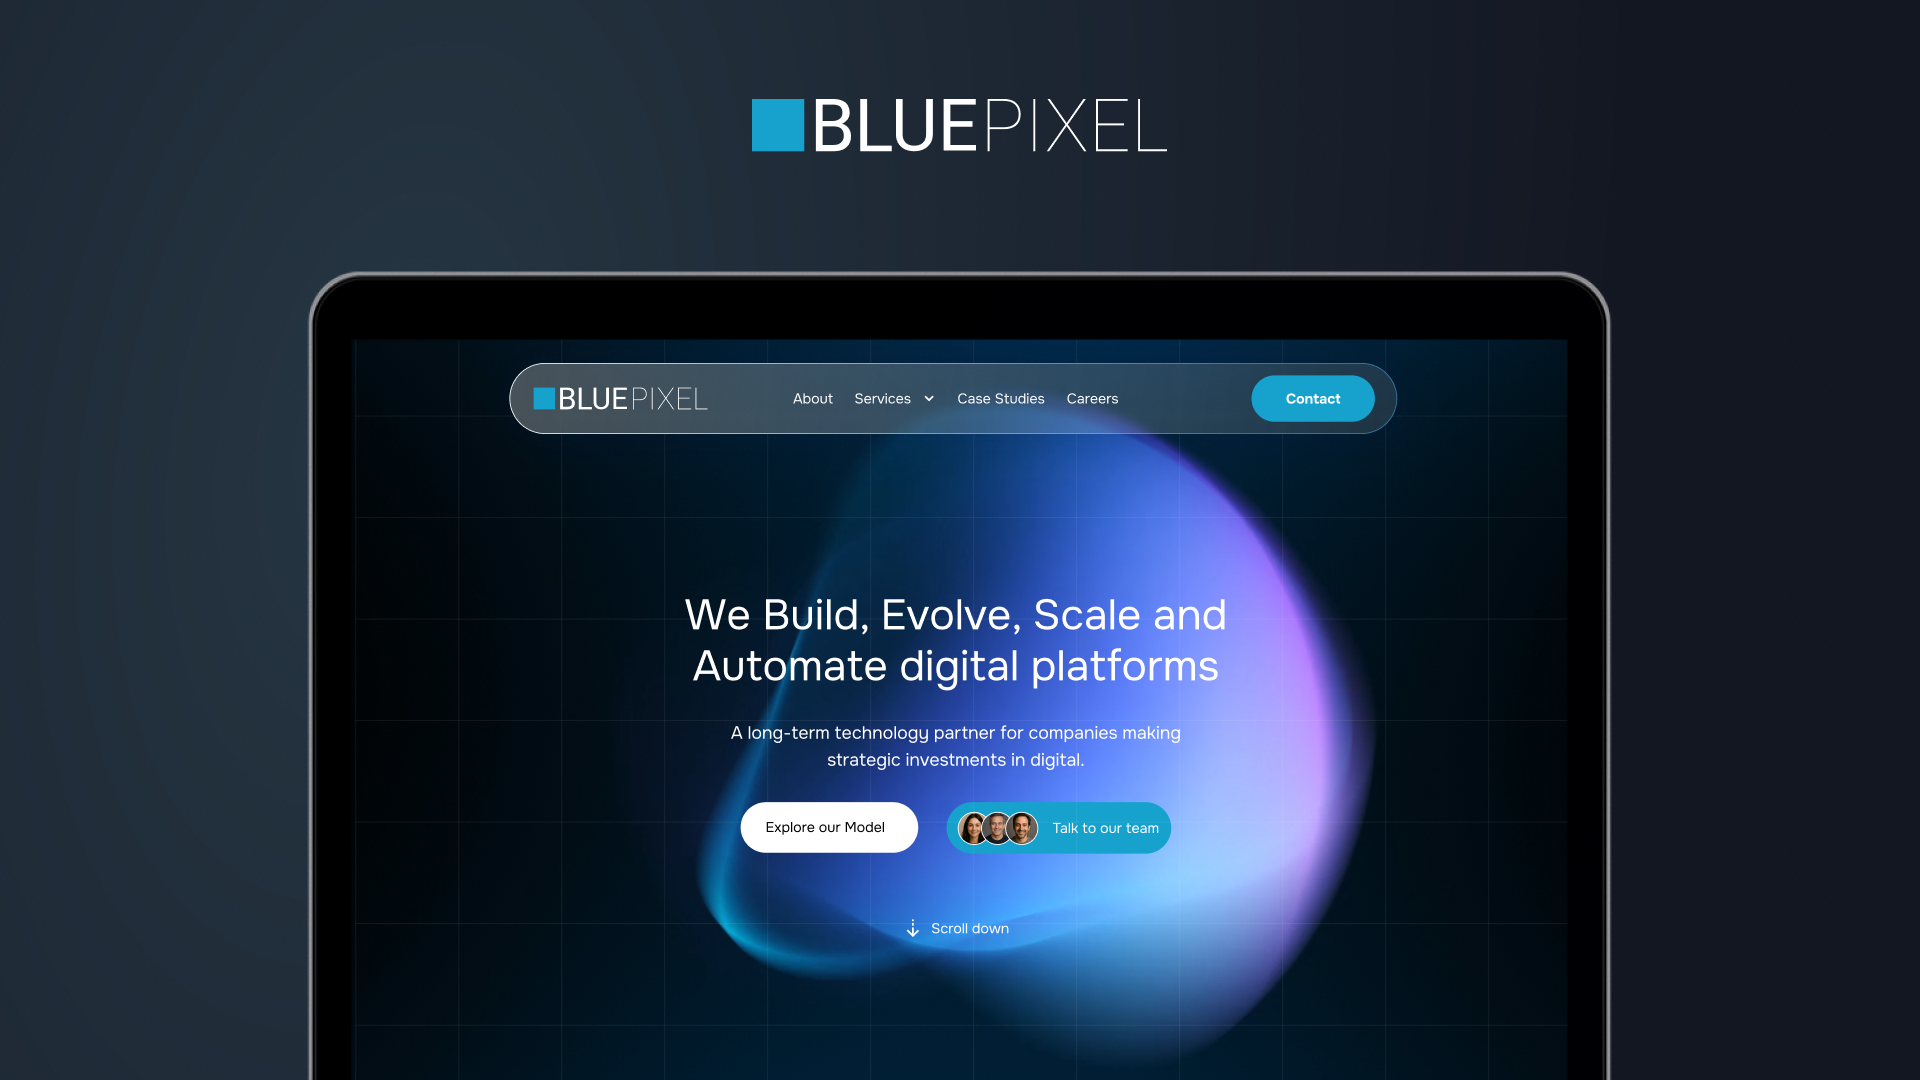 BLUEPIXEL
BLUEPIXEL About Services Case Studies Careers Contact
We Build, Evolve, Scale and
Automate digital platforms
A long-term technology partner for companies making
strategic investments in digital.
Explore our Model Talk to our team
Scroll down